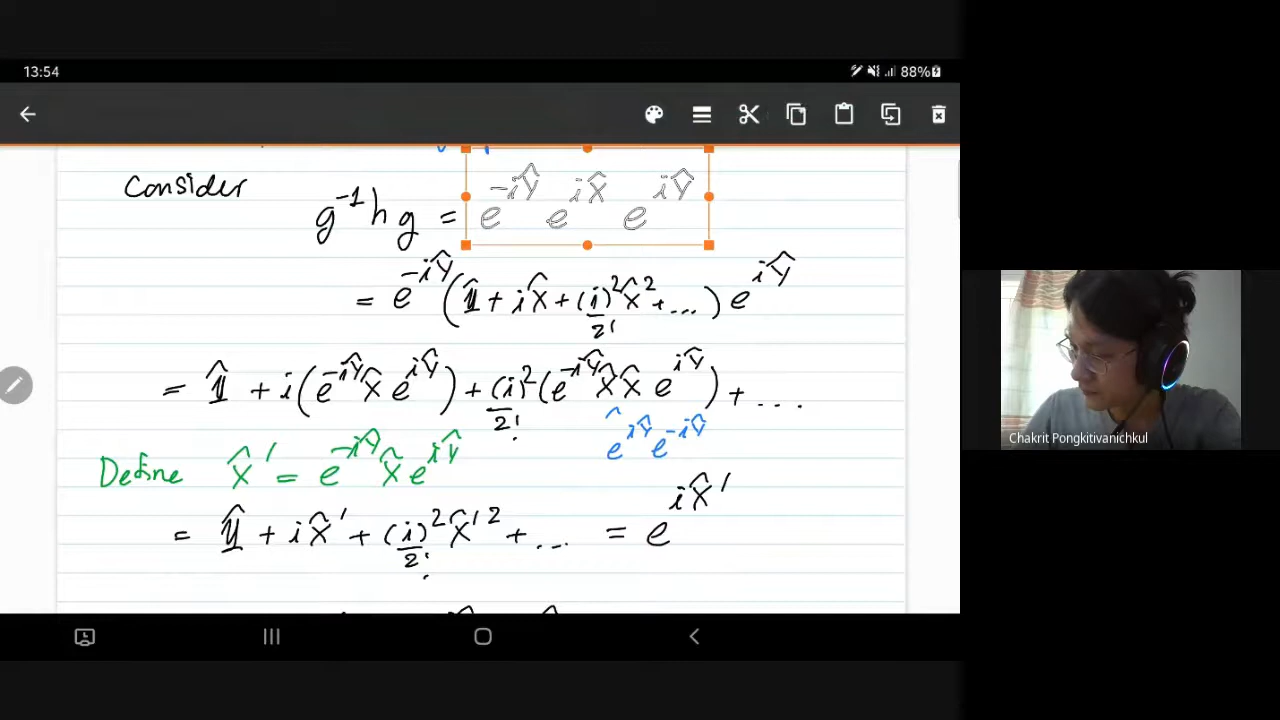 13:54 88%
Consider
g⁻¹hg = e^{-iŶ} e^{iX̂} e^{iŶ}
= e^{-iŶ} (𝟙̂ + iX̂ + (i)²/2! X̂² + ...) e^{iŶ}
= 𝟙̂ + i(e^{-iŶ} X̂ e^{iŶ}) + (i)²/2! (e^{-iŶ} X̂ X̂ e^{iŶ}) + ...
e^{iŶ} e^{-iŶ}
Define X̂' = e^{-iŶ} X̂ e^{iŶ}
= 𝟙̂ + iX̂' + (i)²/2! X̂'² + ... = e^{iX̂'}
Chakrit Pongkitivanichkul